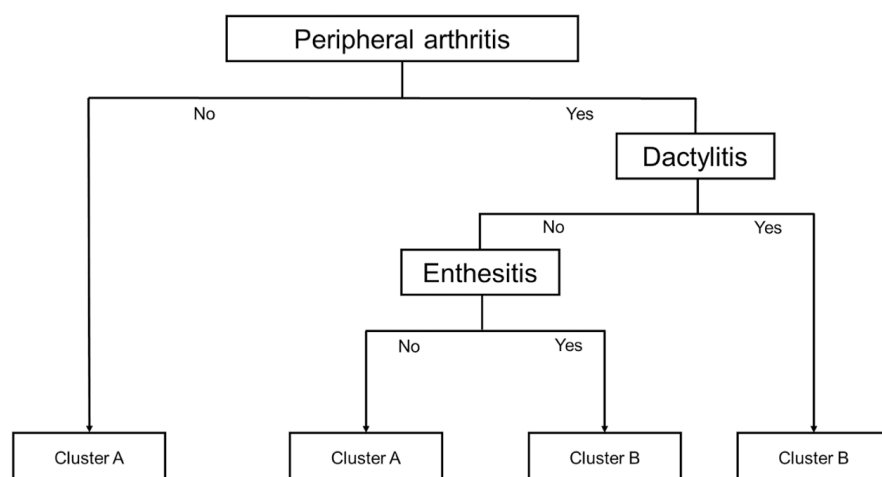 Peripheral arthritis
No
Yes
Dactylitis
No
Yes
Enthesitis
No
Yes
Cluster A
Cluster A
Cluster B
Cluster B